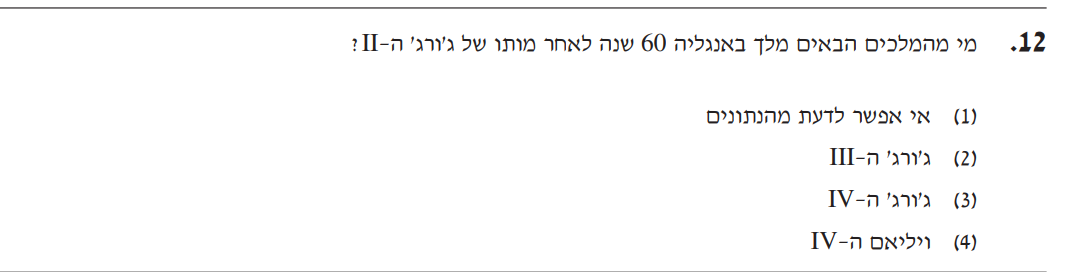 12. מי מהמלכים הבאים מלך באנגליה 60 שנה לאחר מותו של ג'ורג' ה-II?
(1) אי אפשר לדעת מהנתונים
(2) ג'ורג' ה-III
(3) ג'ורג' ה-IV
(4) ויליאם ה-IV